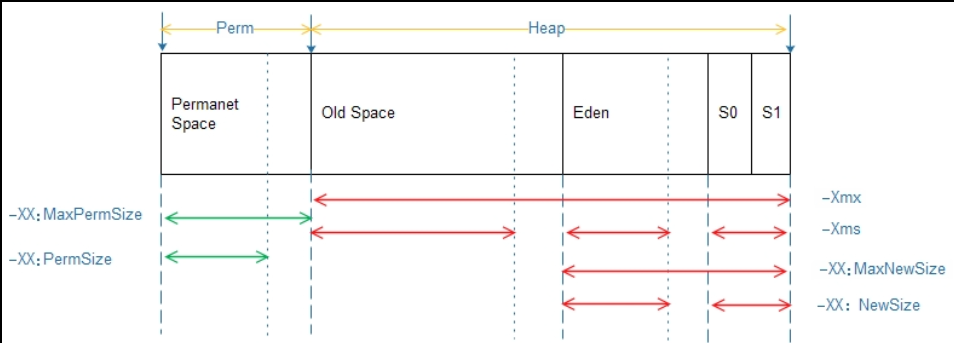 Perm
Heap
Permanet
Space
Old Space
Eden
S0
S1
-XX:MaxPermSize
-Xmx
-Xms
-XX:PermSize
-XX:MaxNewSize
-XX: NewSize